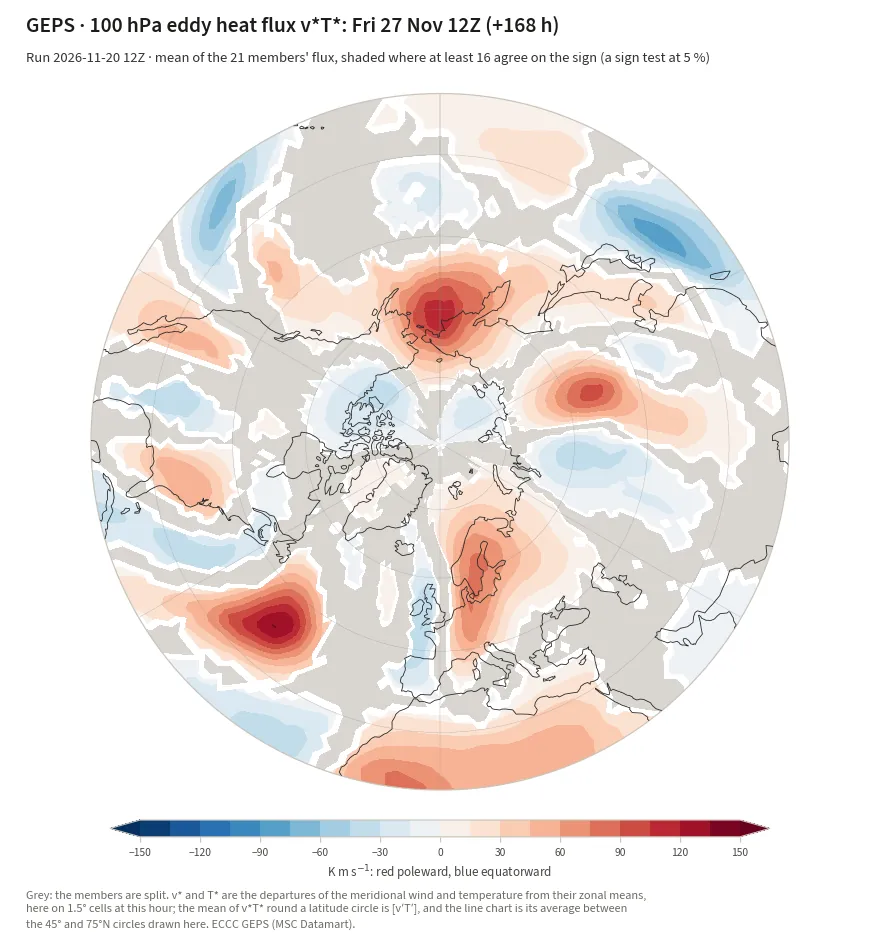 GEPS · 100 hPa eddy heat flux v*T*: Fri 27 Nov 12Z (+168 h)
Run 2026-11-20 12Z · mean of the 21 members' flux, shaded where at least 16 agree on the sign (a sign test at 5 %)
−150 −120 −90 −60 −30 0 30 60 90 120 150
K m s⁻¹: red poleward, blue equatorward
Grey: the members are split. v* and T* are the departures of the meridional wind and temperature from their zonal means,
here on 1.5° cells at this hour; the mean of v*T* round a latitude circle is [v'T'], and the line chart is its average between
the 45° and 75°N circles drawn here. ECCC GEPS (MSC Datamart).